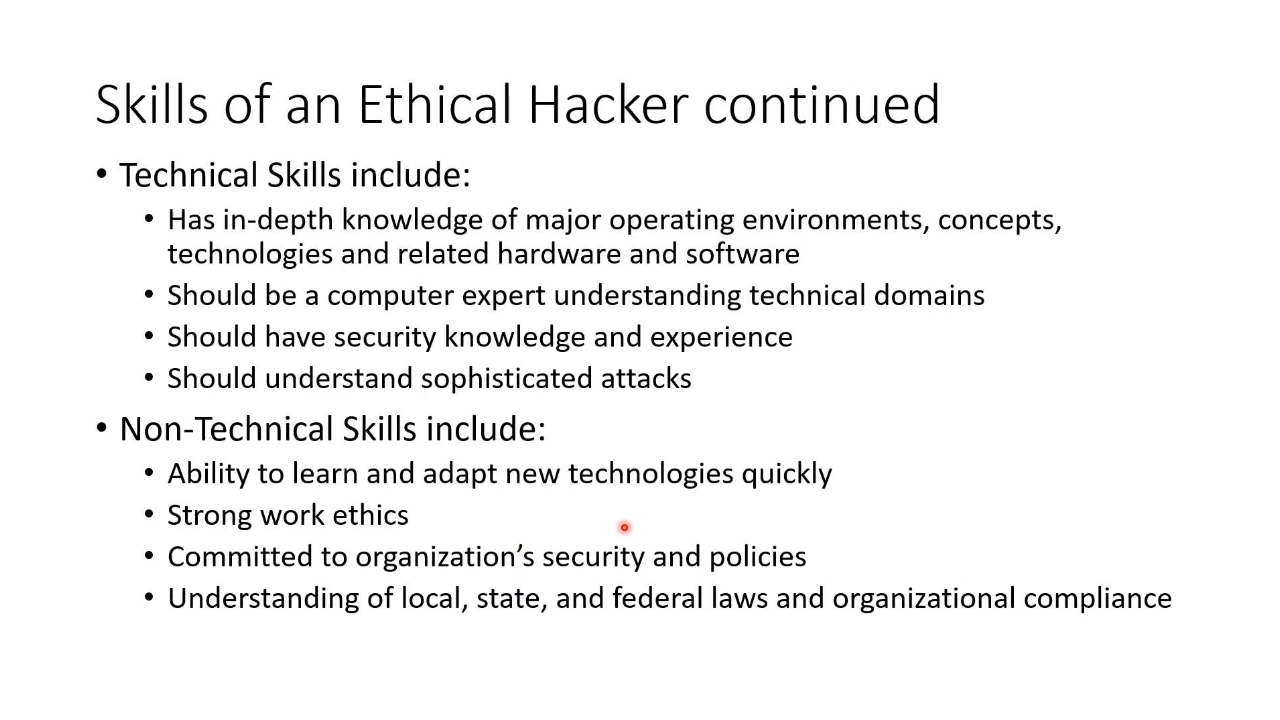 Skills of an Ethical Hacker continued
• Technical Skills include:
• Has in-depth knowledge of major operating environments, concepts,
technologies and related hardware and software
• Should be a computer expert understanding technical domains
• Should have security knowledge and experience
• Should understand sophisticated attacks
• Non-Technical Skills include:
• Ability to learn and adapt new technologies quickly
• Strong work ethics
• Committed to organization’s security and policies
• Understanding of local, state, and federal laws and organizational compliance